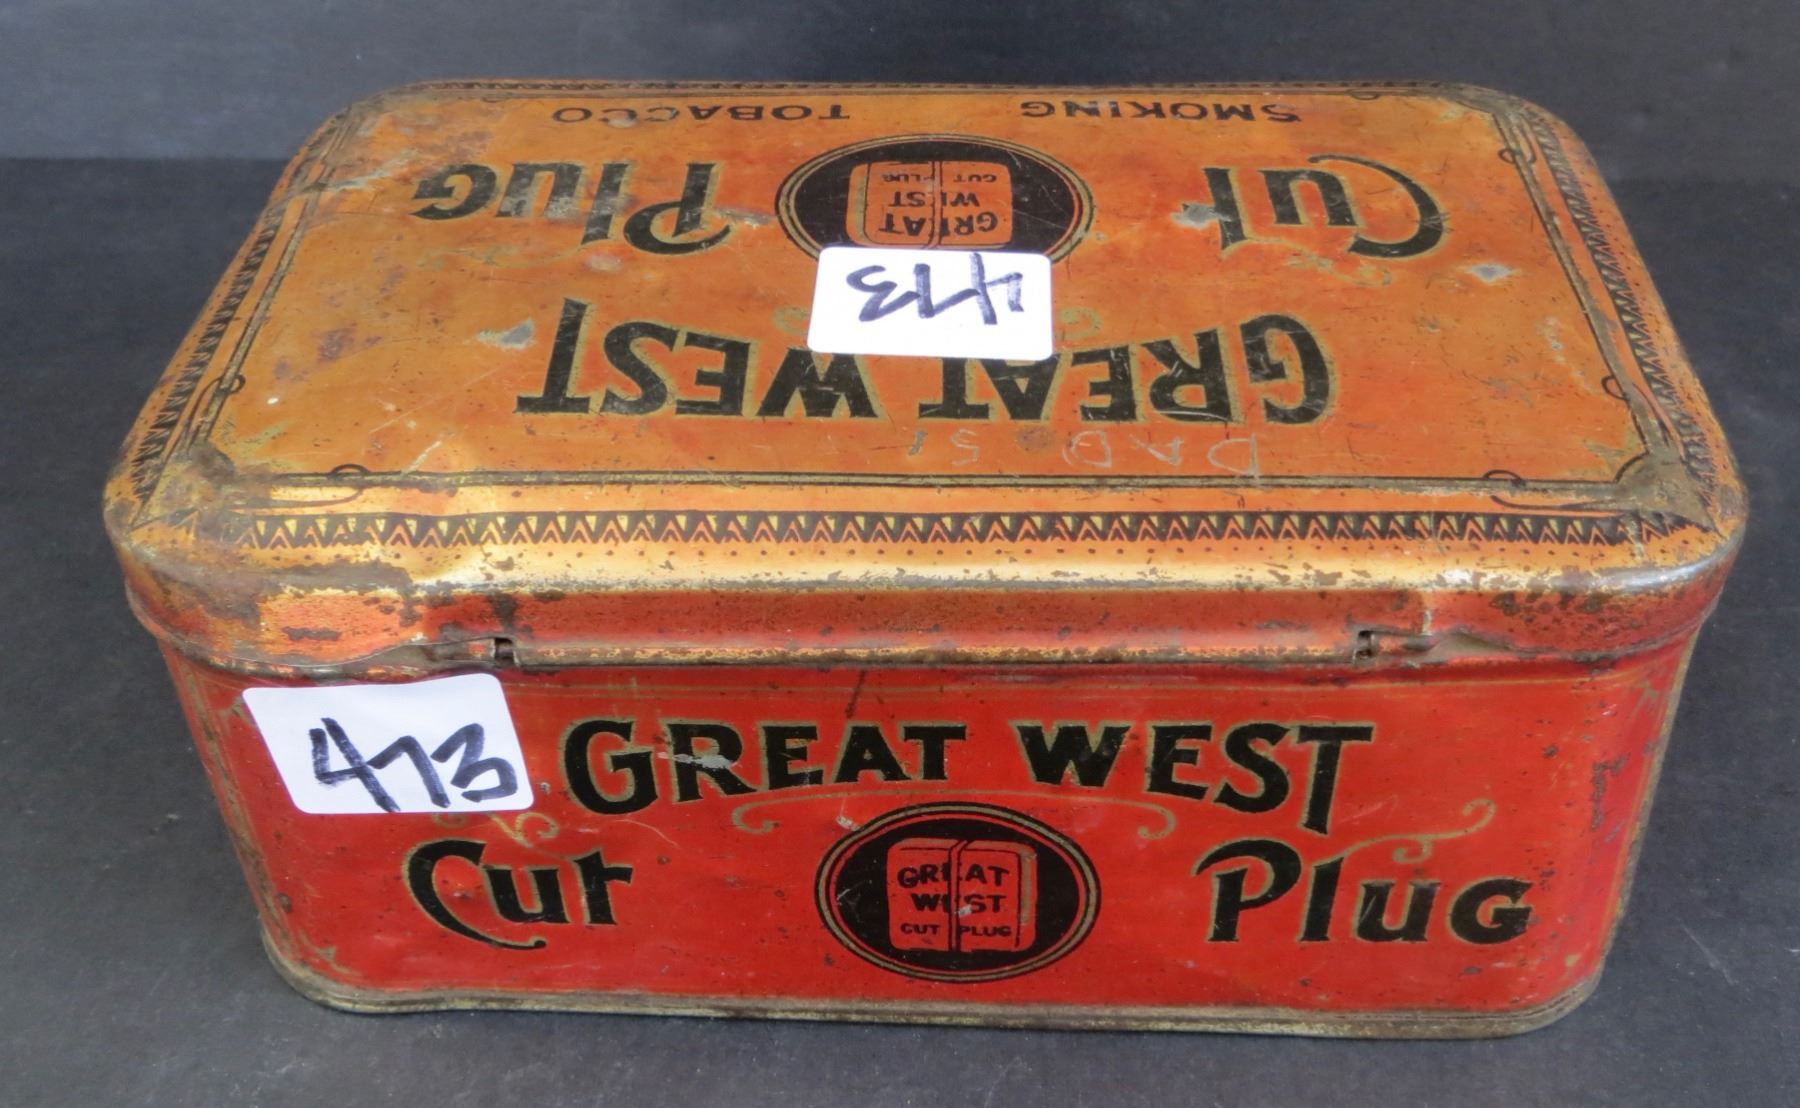 SMOKING TOBACCO
Cut Plug
GREAT
WEST
CUT PLUG
473
GREAT WEST
DAD S
473
GREAT WEST
Cut Plug
GREAT
WEST
CUT PLUG